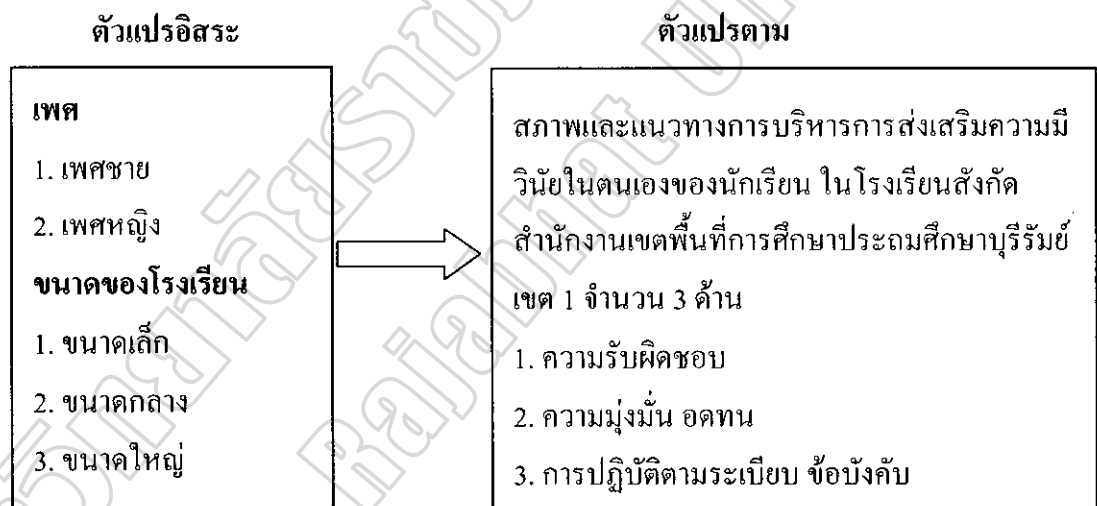 ตัวแปรอิสระ
เพศ
1. เพศชาย
2. เพศหญิง
ขนาดของโรงเรียน
1. ขนาดเล็ก
2. ขนาดกลาง
3. ขนาดใหญ่
ตัวแปรตาม
สภาพและแนวทางการบริหารการส่งเสริมความมี
วินัยในตนเองของนักเรียน ในโรงเรียนสังกัด
สำนักงานเขตพื้นที่การศึกษาประถมศึกษาบุรีรัมย์
เขต 1 จำนวน 3 ด้าน
1. ความรับผิดชอบ
2. ความมุ่งมั่น อดทน
3. การปฏิบัติตามระเบียบ ข้อบังคับ
Rajabhat